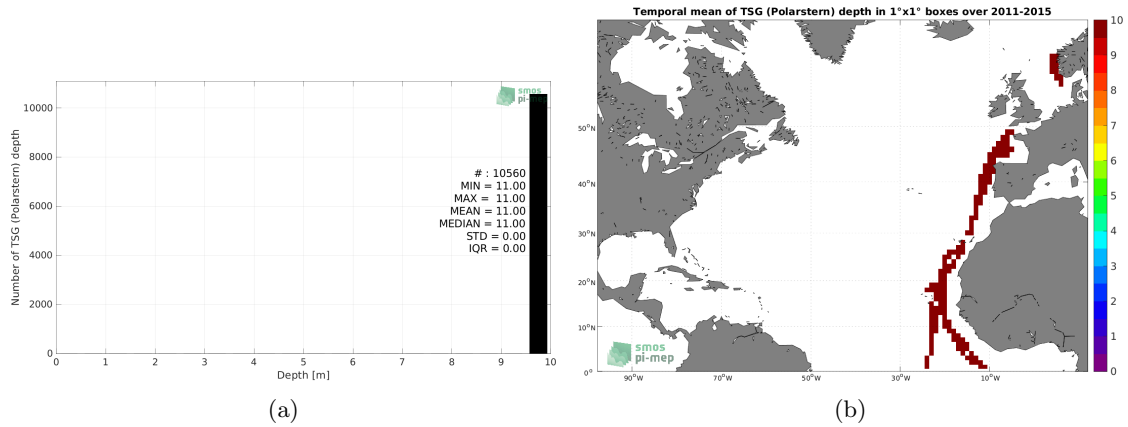 Number of TSG (Polarstern) depth
10000
8000
6000
4000
2000
0
smos
pi-mep
# : 10560
MIN = 11.00
MAX = 11.00
MEAN = 11.00
MEDIAN = 11.00
STD = 0.00
IQR = 0.00
0 1 2 3 4 5 6 7 8 9 10
Depth [m]
(a)
Temporal mean of TSG (Polarstern) depth in 1°x1° boxes over 2011-2015
50°N
40°N
30°N
20°N
10°N
0°
90°W 70°W 50°W 30°W 10°W
smos
pi-mep
10
9
8
7
6
5
4
3
2
1
0
(b)